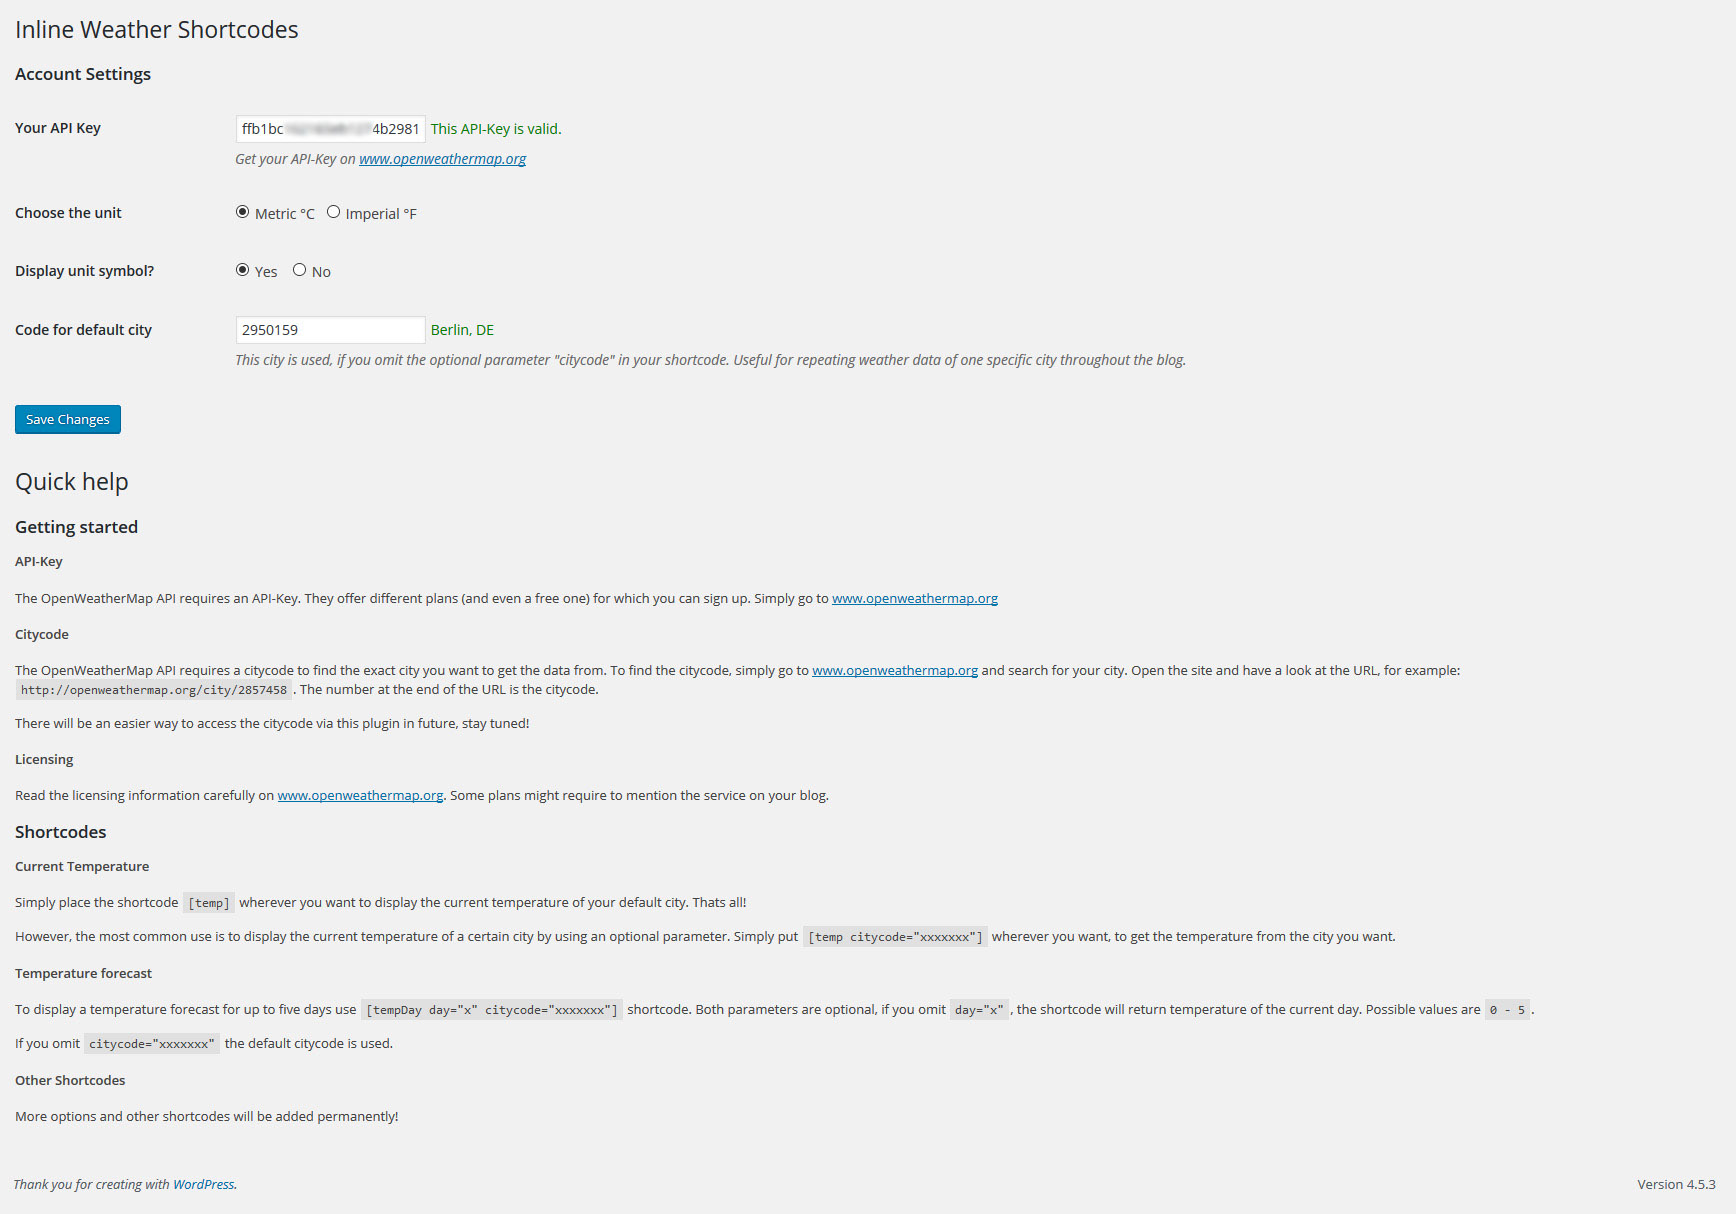 Inline Weather Shortcodes
Account Settings
Your API Key
ffb1bc 4b2981 This API-Key is valid.
Get your API-Key on www.openweathermap.org
Choose the unit
Metric °C Imperial °F
Display unit symbol?
Yes No
Code for default city
2950159 Berlin, DE
This city is used, if you omit the optional parameter "citycode" in your shortcode. Useful for repeating weather data of one specific city throughout the blog.
Save Changes
Quick help
Getting started
API-Key
The OpenWeatherMap API requires an API-Key. They offer different plans (and even a free one) for which you can sign up. Simply go to www.openweathermap.org
Citycode
The OpenWeatherMap API requires a citycode to find the exact city you want to get the data from. To find the citycode, simply go to www.openweathermap.org and search for your city. Open the site and have a look at the URL, for example:
http://openweathermap.org/city/2857458 . The number at the end of the URL is the citycode.
There will be an easier way to access the citycode via this plugin in future, stay tuned!
Licensing
Read the licensing information carefully on www.openweathermap.org. Some plans might require to mention the service on your blog.
Shortcodes
Current Temperature
Simply place the shortcode [temp] wherever you want to display the current temperature of your default city. Thats all!
However, the most common use is to display the current temperature of a certain city by using an optional parameter. Simply put [temp citycode="xxxxxxx"] wherever you want, to get the temperature from the city you want.
Temperature forecast
To display a temperature forecast for up to five days use [tempDay day="x" citycode="xxxxxxx"] shortcode. Both parameters are optional, if you omit day="x" , the shortcode will return temperature of the current day. Possible values are 0 - 5 .
If you omit citycode="xxxxxxx" the default citycode is used.
Other Shortcodes
More options and other shortcodes will be added permanently!
Thank you for creating with WordPress.
Version 4.5.3